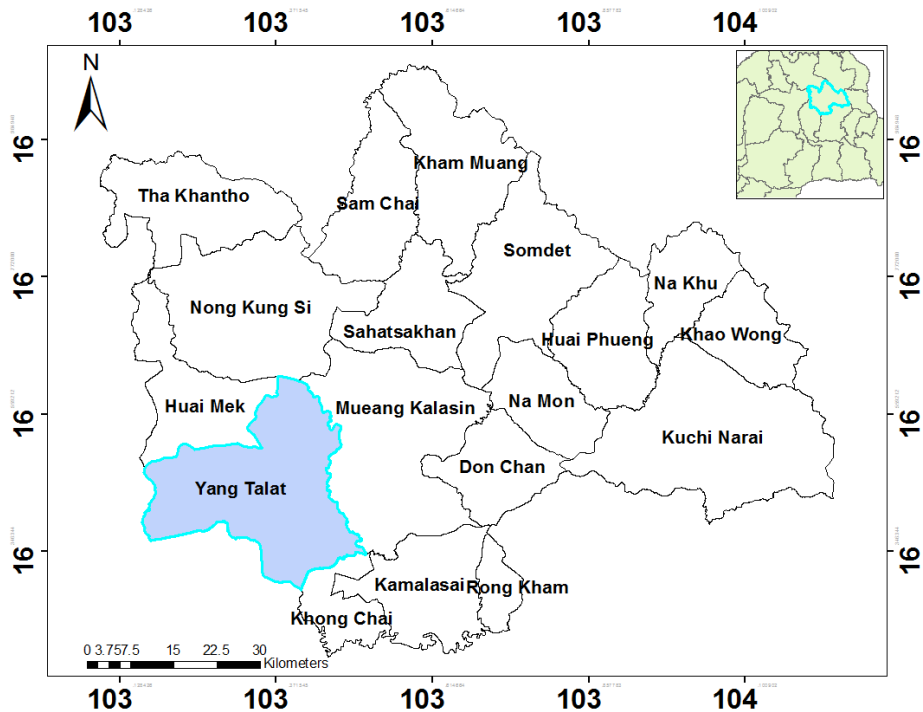 103 103 103 103 104
N
16 16
Kham Muang
Tha Khantho
Sam Chai
Somdet
16 16
Na Khu
Nong Kung Si
Sahatsakhan
Huai Phueng
Khao Wong
Huai Mek
Mueang Kalasin
Na Mon
16 16
Kuchi Narai
Don Chan
Yang Talat
16 16
Kamalasai
Rong Kham
Khong Chai
0 3.757.5 15 22.5 30
Kilometers
103 103 103 103 104